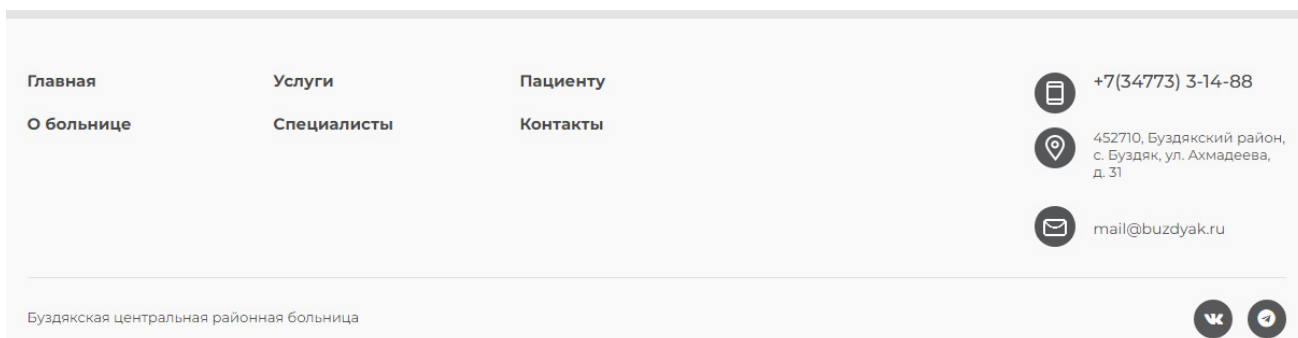 Главная
Услуги
Пациенту
О больнице
Специалисты
Контакты
+7(34773) 3-14-88
452710, Буздякский район,
с. Буздяк, ул. Ахмадеева,
д. 31
mail@buzdyak.ru
Буздякская центральная районная больница